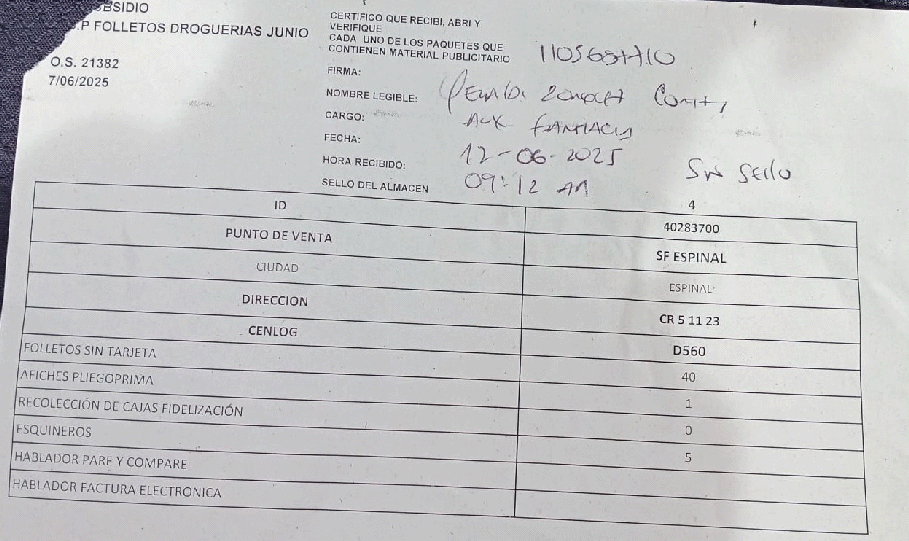 BSIDIO
.P FOLLETOS DROGUERIAS JUNIO
O.S. 21382
7/06/2025
CERTIFICO QUE RECIBI, ABRI Y
VERIFIQUE
CADA UNO DE LOS PAQUETES QUE
CONTIENEN MATERIAL PUBLICITARIO
FIRMA:
NOMBRE LEGIBLE:
CARGO: Aux
FECHA: 12-06-2025
HORA RECIBIDO: 09:12 AM
SELLO DEL ALMACEN Sin Sello
ID 4
40283700
PUNTO DE VENTA SF ESPINAL
CIUDAD ESPINAL
DIRECCION CR 5 11 23
CENLOG D560
FOLLETOS SIN TARJETA 40
AFICHES PLIEGOPRIMA 1
RECOLECCIÓN DE CAJAS FIDELIZACIÓN 0
ESQUINEROS 5
HABLADOR PARE Y COMPARE
HABLADOR FACTURA ELECTRONICA